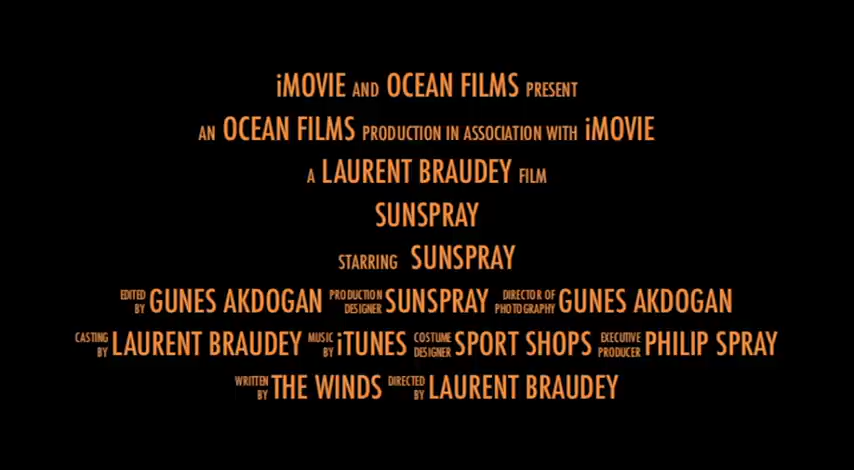 iMOVIE AND OCEAN FILMS PRESENT
AN OCEAN FILMS PRODUCTION IN ASSOCIATION WITH iMOVIE
A LAURENT BRAUDEY FILM
SUNSPRAY
STARRING SUNSPRAY
EDITED BY GUNES AKDOGAN PRODUCTION DESIGNER SUNSPRAY DIRECTOR OF PHOTOGRAPHY GUNES AKDOGAN
CASTING BY LAURENT BRAUDEY MUSIC BY iTUNES COSTUME DESIGNER SPORT SHOPS EXECUTIVE PRODUCER PHILIP SPRAY
WRITTEN BY THE WINDS DIRECTED BY LAURENT BRAUDEY